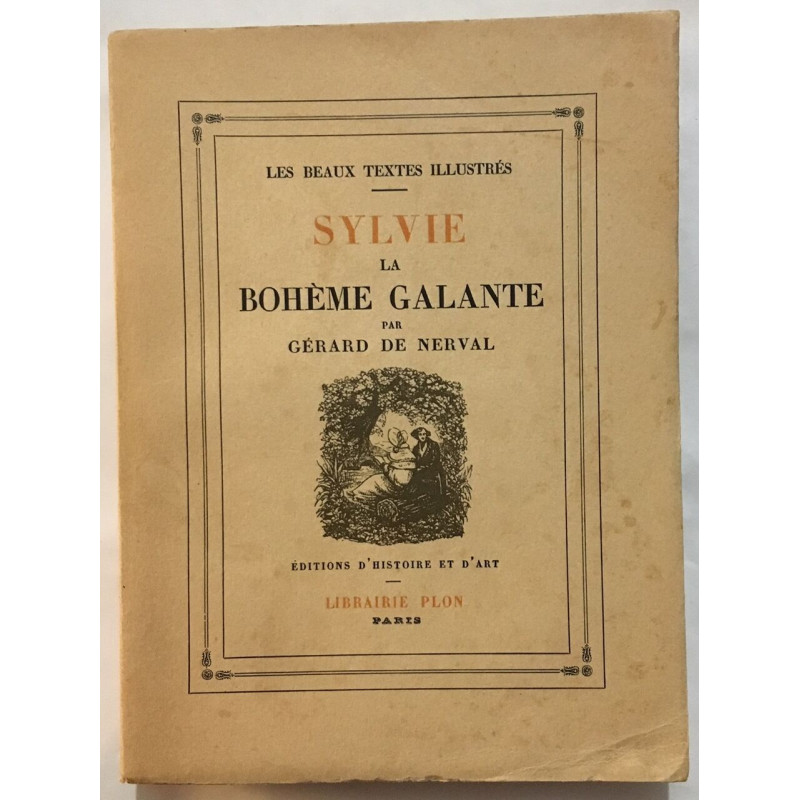 LES BEAUX TEXTES ILLUSTRÉS
SYLVIE
LA
BOHÈME GALANTE
PAR
GÉRARD DE NERVAL
ÉDITIONS D'HISTOIRE ET D'ART
LIBRAIRIE PLON
PARIS